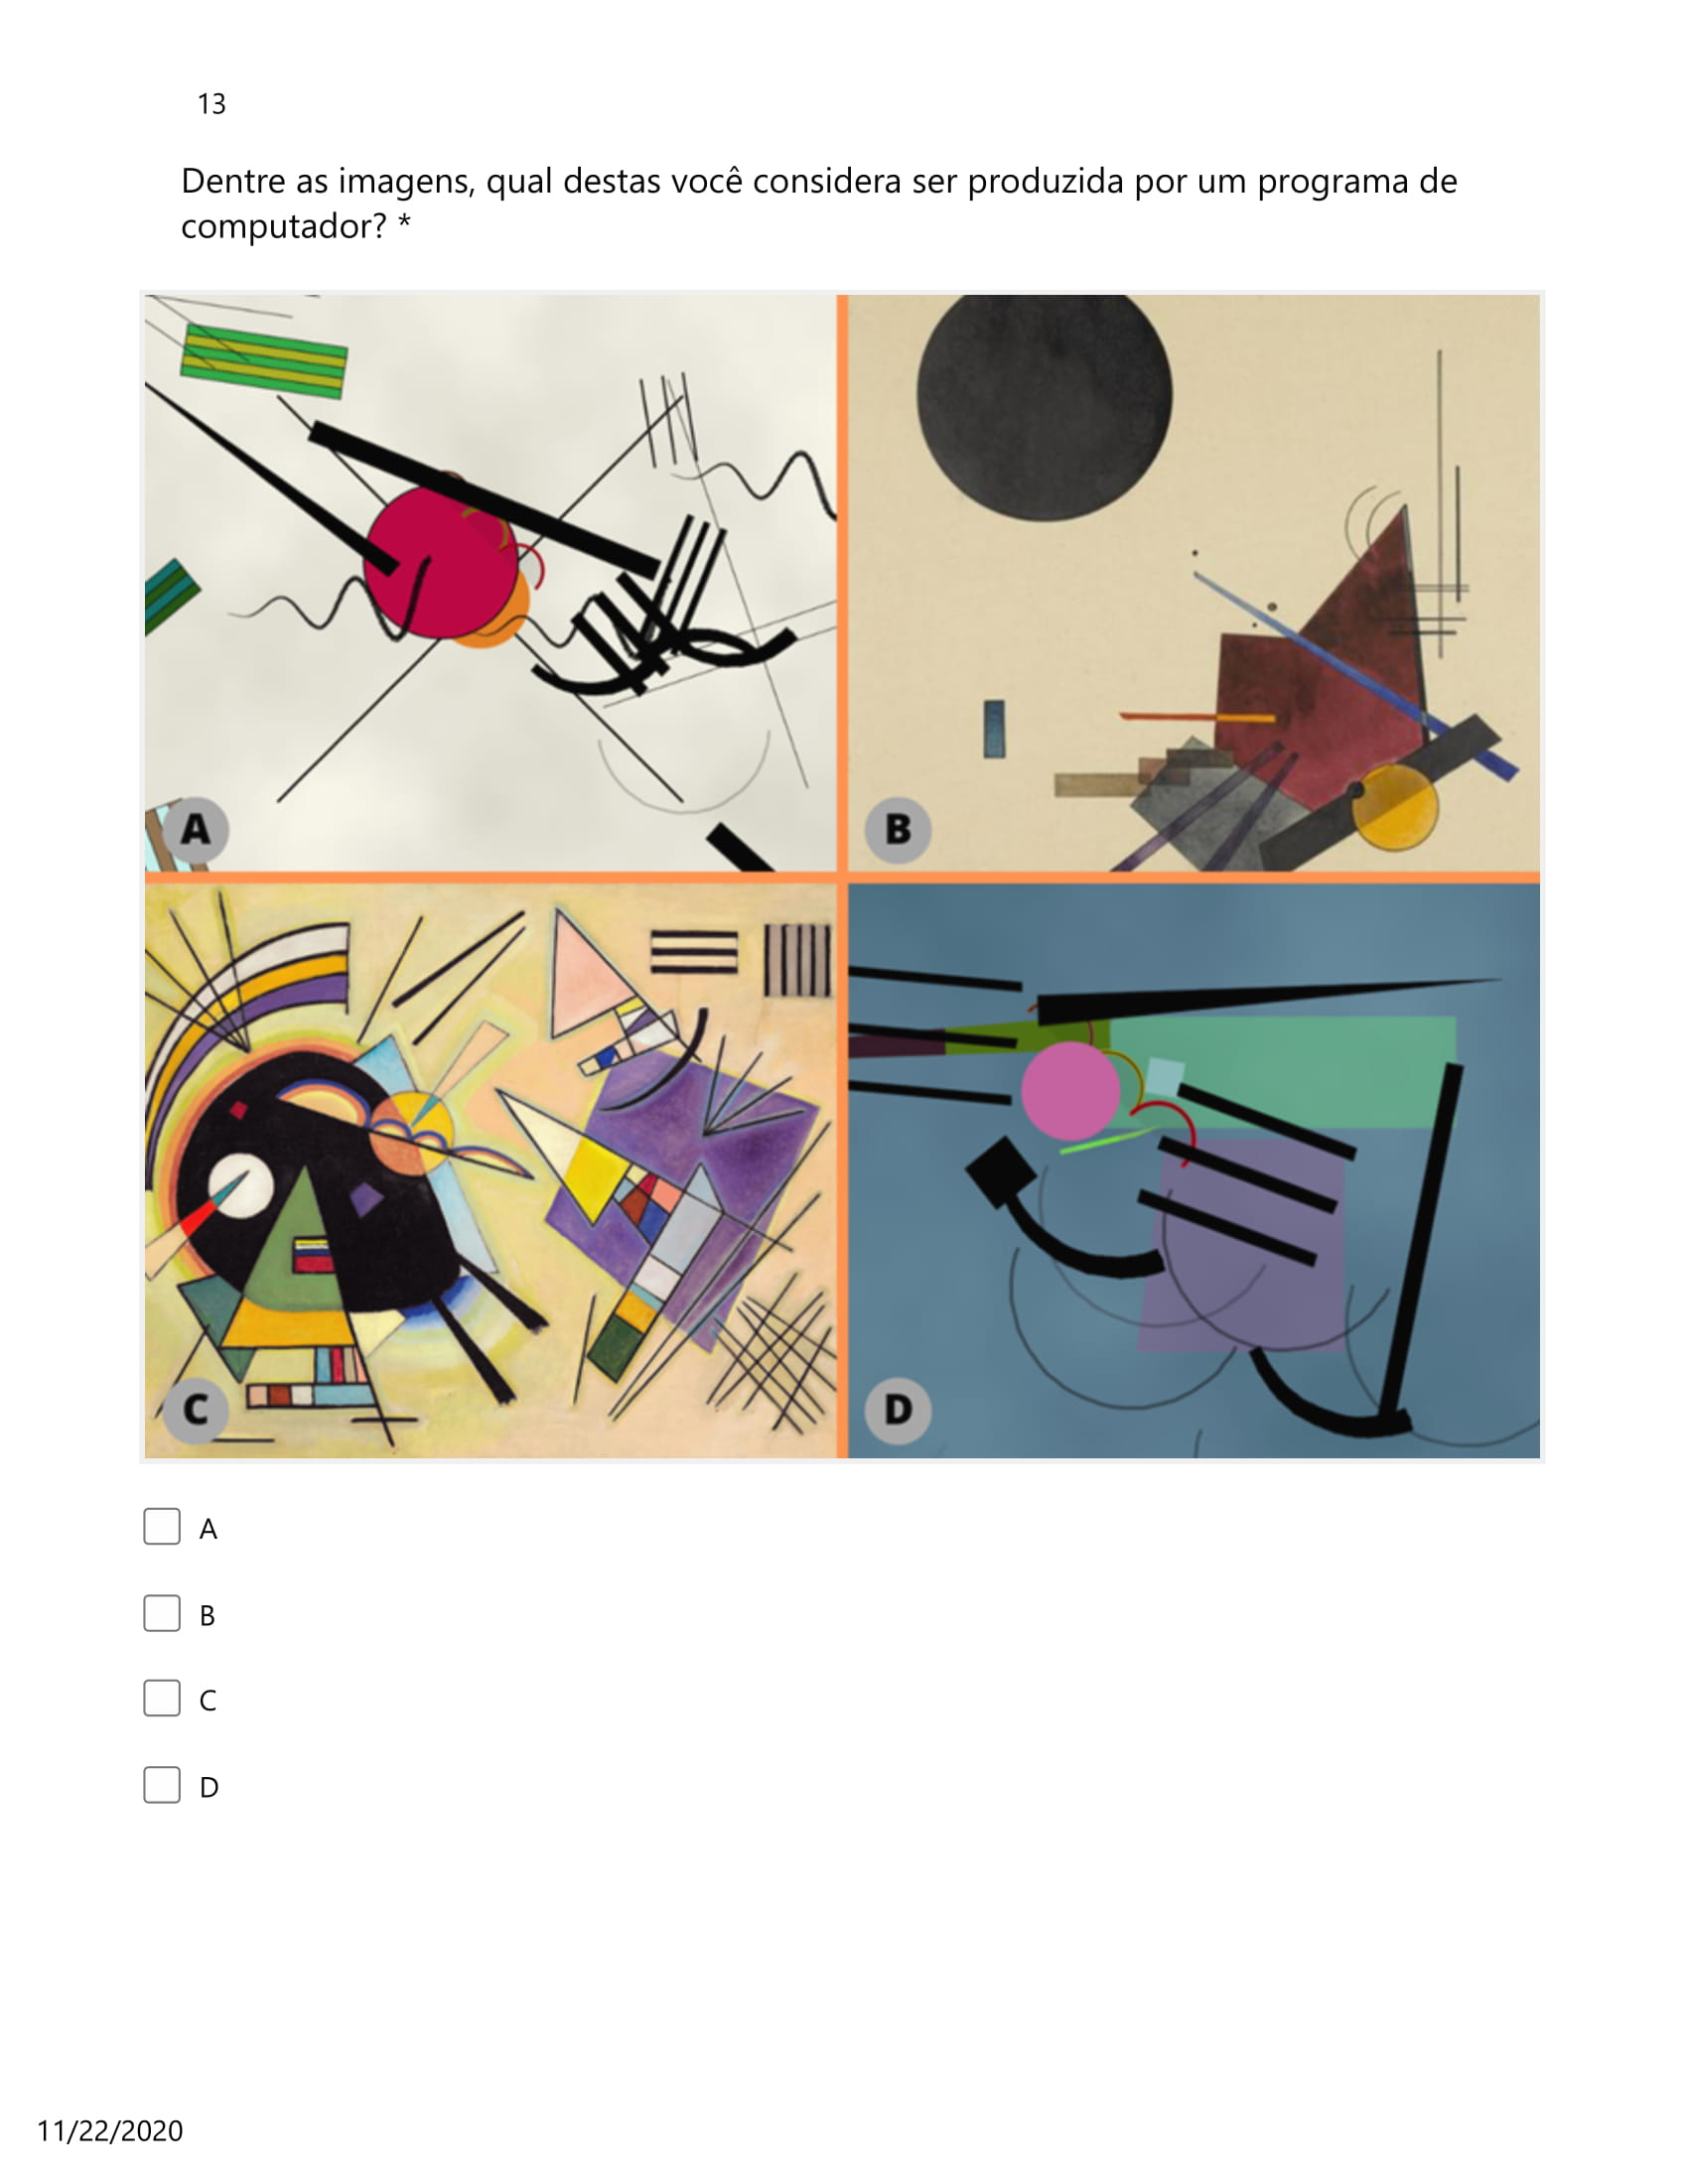 13
Dentre as imagens, qual destas você considera ser produzida por um programa de
computador? *
A
B
C
D
A
B
C
D
11/22/2020